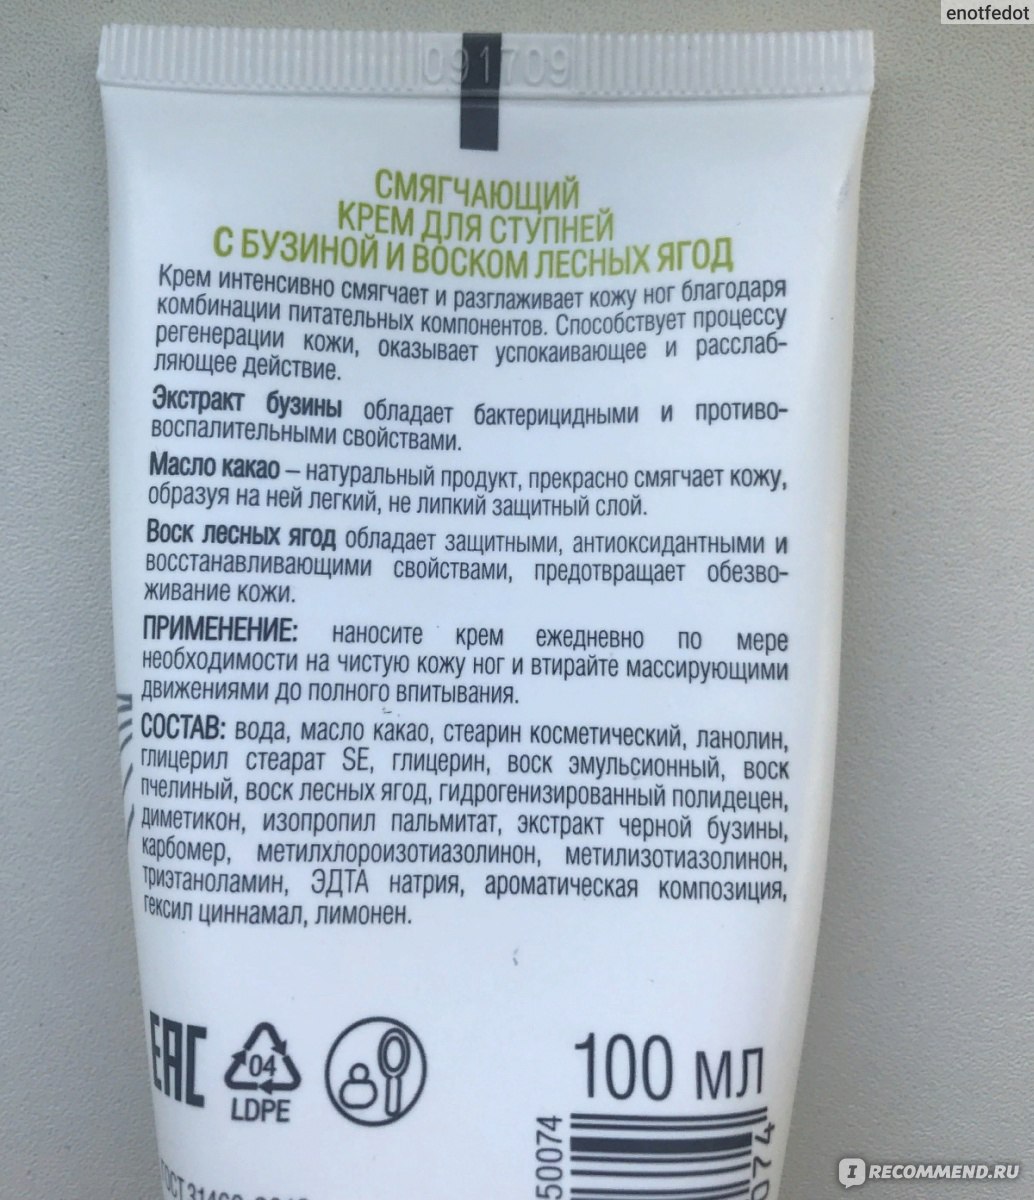 enotfedot
091709
СМЯГЧАЮЩИЙ
КРЕМ ДЛЯ СТУПНЕЙ
С БУЗИНОЙ И ВОСКОМ ЛЕСНЫХ ЯГОД
Крем интенсивно смягчает и разглаживает кожу ног благодаря
комбинации питательных компонентов. Способствует процессу
регенерации кожи, оказывает успокаивающее и расслаб-
ляющее действие.
Экстракт бузины обладает бактерицидными и противо-
воспалительными свойствами.
Масло какао – натуральный продукт, прекрасно смягчает кожу,
образуя на ней легкий, не липкий защитный слой.
Воск лесных ягод обладает защитными, антиоксидантными и
восстанавливающими свойствами, предотвращает обезво-
живание кожи.
ПРИМЕНЕНИЕ: наносите крем ежедневно по мере
необходимости на чистую кожу ног и втирайте массирующими
движениями до полного впитывания.
СОСТАВ: вода, масло какао, стеарин косметический, ланолин,
глицерил стеарат SE, глицерин, воск эмульсионный, воск
пчелиный, воск лесных ягод, гидрогенизированный полидецен,
диметикон, изопропил пальмитат, экстракт черной бузины,
карбомер, метилхлороизотиазолинон, метилизотиазолинон,
триэтаноламин, ЭДТА натрия, ароматическая композиция,
гексил циннамал, лимонен.
EAC
04
LDPE
100 мл
50074
074
ГОСТ
I RECOMMEND.RU